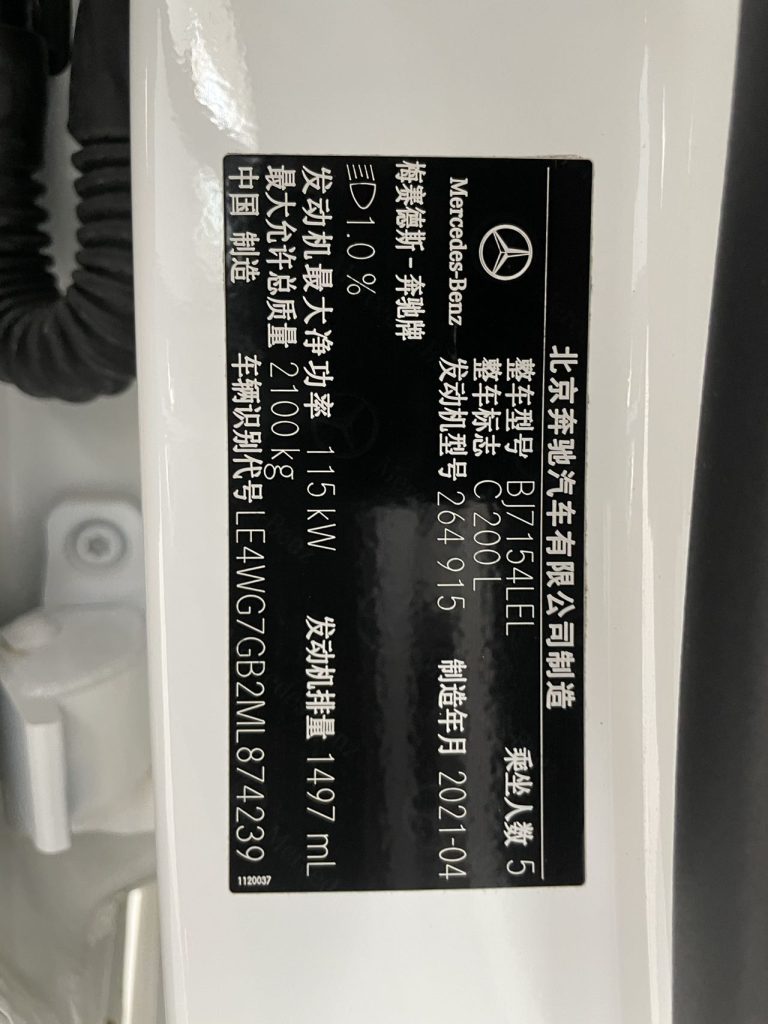 北京奔驰汽车有限公司制造
Mercedes-Benz
梅赛德斯-奔驰牌
整车型号 BJ7154LEL 乘坐人数 5
整车标志 C 200 L
发动机型号 264 915 制造年月 2021-04
1.0 %
发动机最大净功率 115 kW 发动机排量 1497 mL
最大允许总质量 2100 kg
中国 制造 车辆识别代号 LE4WG7GB2ML874239
1120037